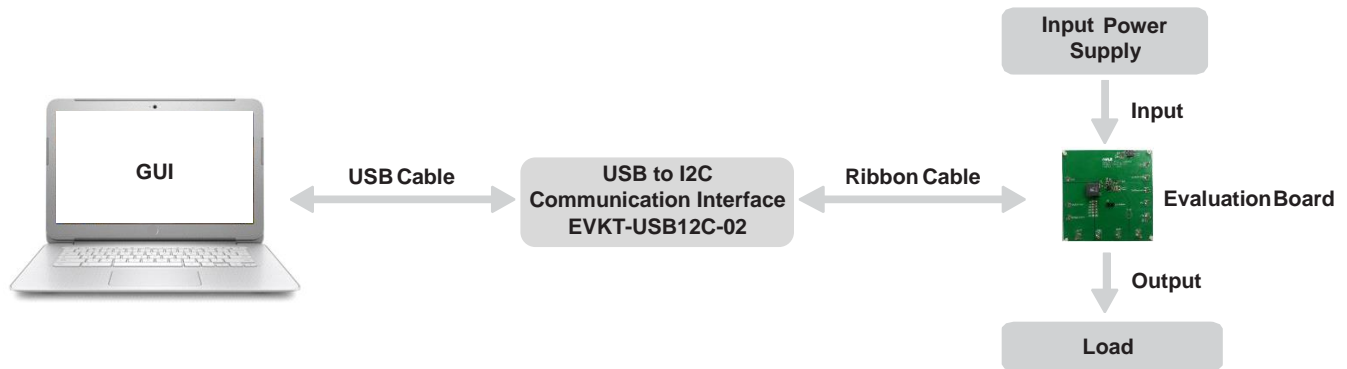 Input Power
Supply
Input
GUI
USB Cable
USB to I2C
Communication Interface
EVKT-USB12C-02
Ribbon Cable
Evaluation Board
Output
Load